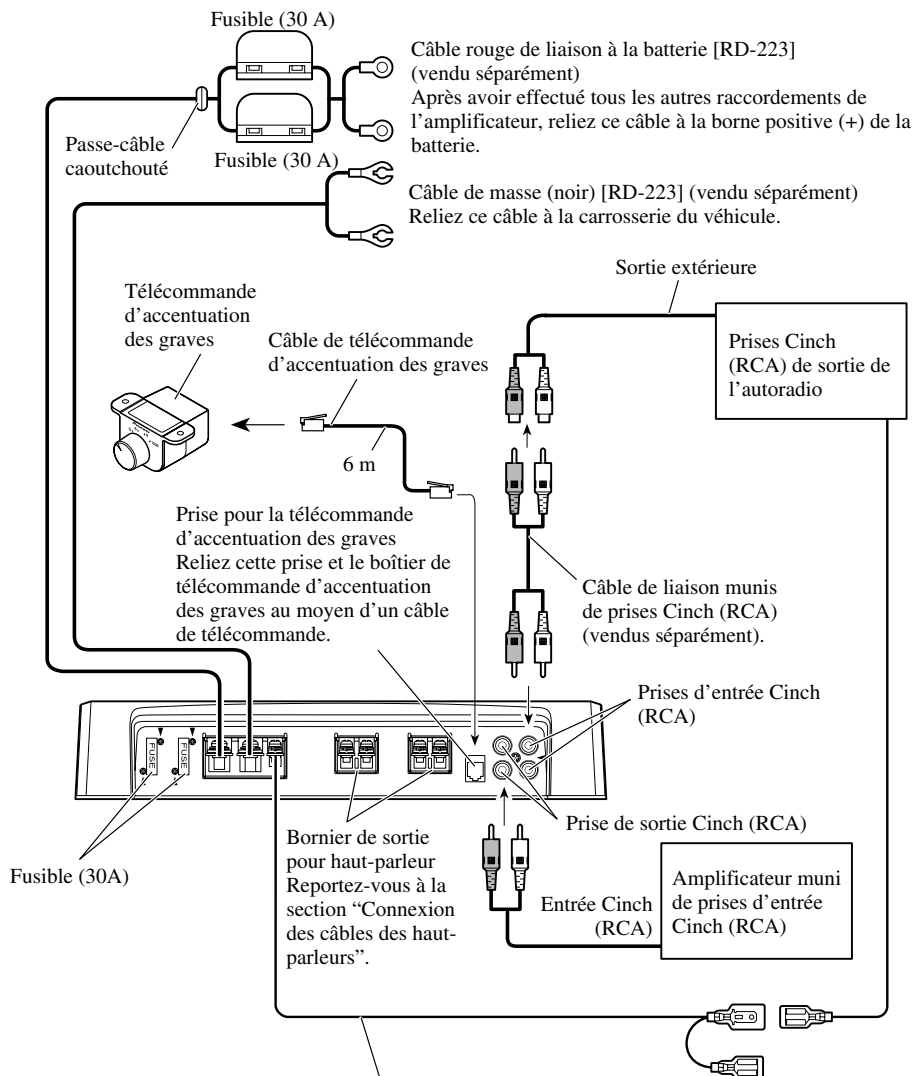 Fusible (30 A)
Câble rouge de liaison à la batterie [RD-223]
(vendu séparément)
Après avoir effectué tous les autres raccordements de
l’amplificateur, reliez ce câble à la borne positive (+) de la
batterie.
Passe-câble
caoutchouté
Fusible (30 A)
Câble de masse (noir) [RD-223] (vendu séparément)
Reliez ce câble à la carrosserie du véhicule.
Sortie extérieure
Télécommande
d’accentuation
des graves
Câble de télécommande
d’accentuation des graves
Prises Cinch
(RCA) de sortie de
l’autoradio
6 m
Prise pour la télécommande
d’accentuation des graves
Reliez cette prise et le boîtier de
télécommande d’accentuation
des graves au moyen d’un câble
de télécommande.
Câble de liaison munis
de prises Cinch (RCA)
(vendus séparément).
Prises d’entrée Cinch
(RCA)
FUSE
FUSE
Prise de sortie Cinch (RCA)
Fusible (30A)
Bornier de sortie
pour haut-parleur
Reportez-vous à la
section “Connexion
des câbles des haut-
parleurs”.
Entrée Cinch
(RCA)
Amplificateur muni
de prises d’entrée
Cinch (RCA)